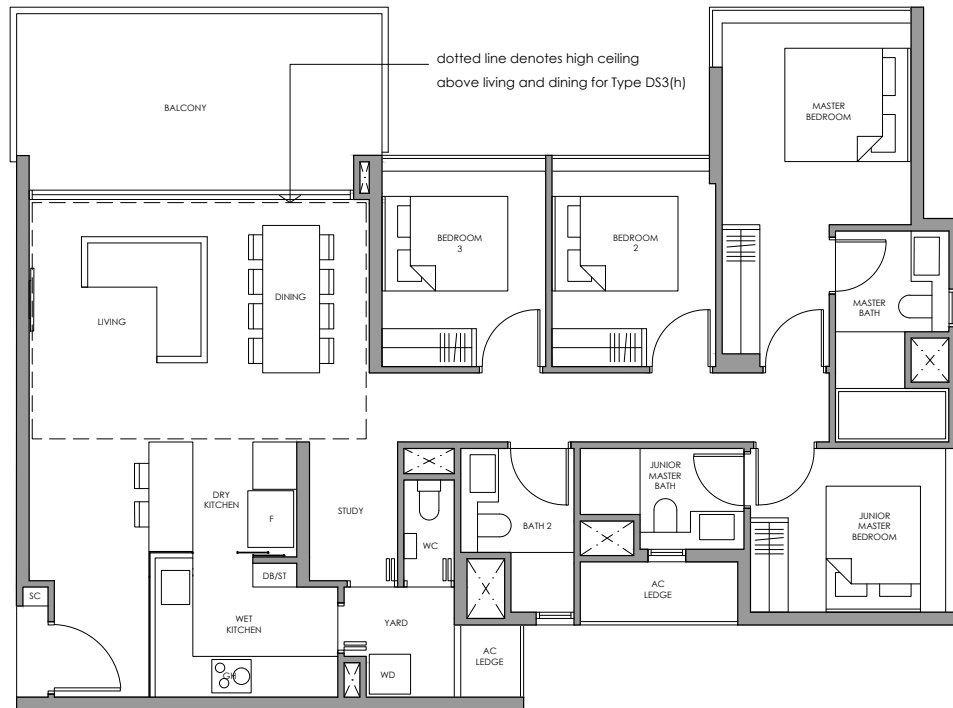 dotted line denotes high ceiling
above living and dining for Type DS3(h)
BALCONY
MASTER
BEDROOM
BEDROOM
3
BEDROOM
2
DINING
LIVING
MASTER
BATH
DRY
KITCHEN
F
STUDY
WC
BATH 2
JUNIOR
MASTER
BATH
JUNIOR
MASTER
BEDROOM
DB/ST
SC
WET
KITCHEN
YARD
AC
LEDGE
AC
LEDGE
GH
WD